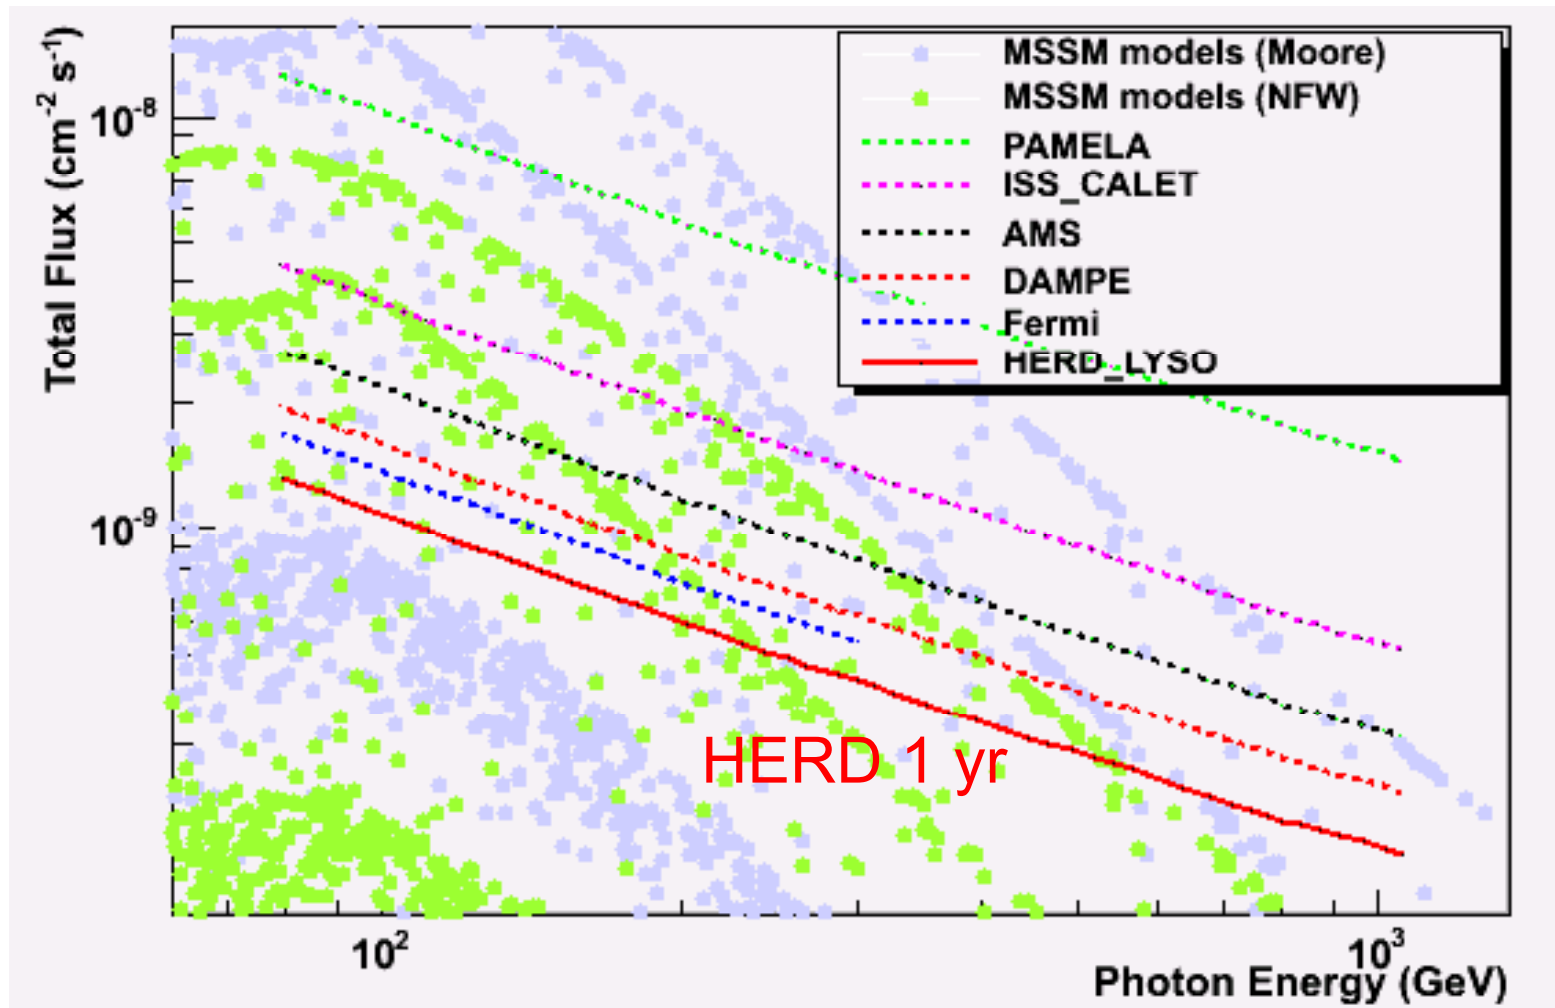 Total Flux (cm-2 s-1)
10-8
10-9
MSSM models (Moore)
MSSM models (NFW)
PAMELA
ISS_CALET
AMS
DAMPE
Fermi
HERD_LYSO
HERD 1 yr
102
103
Photon Energy (GeV)